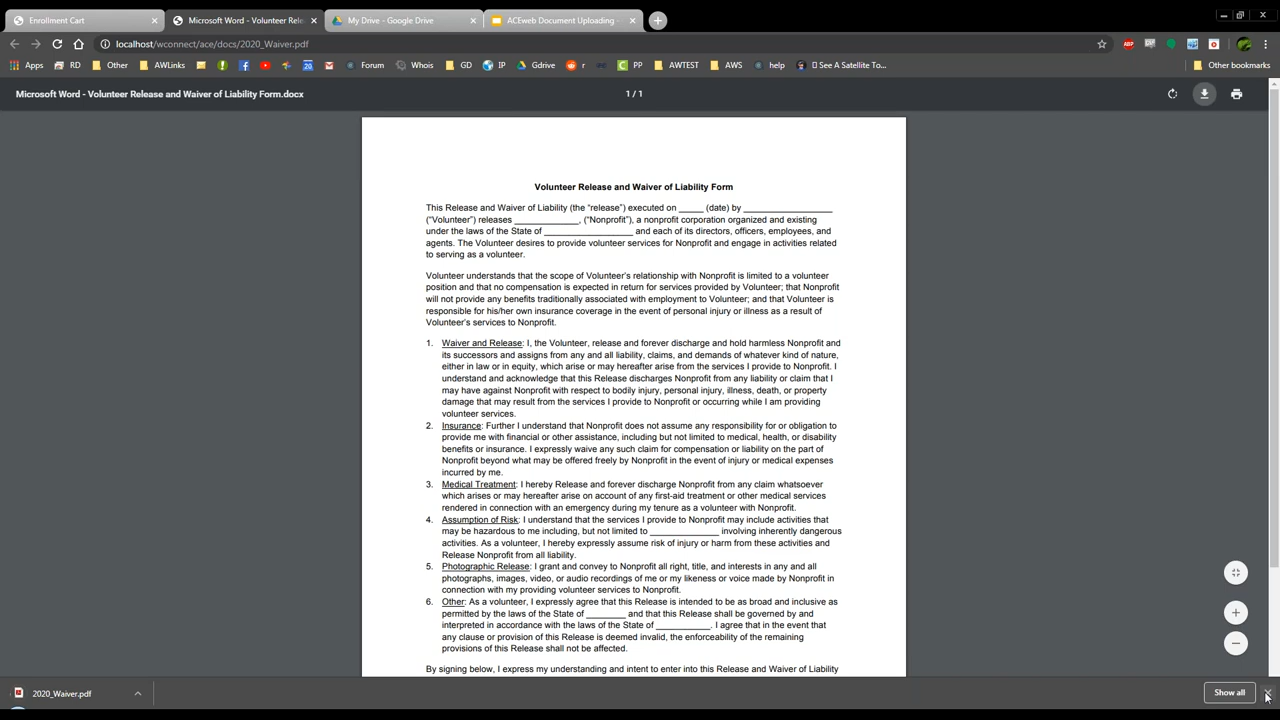 Enrollment Cart
Microsoft Word - Volunteer Rele
My Drive - Google Drive
ACEweb Document Uploading
localhost/wconnect/ace/docs/2020_Waiver.pdf
Apps RD Other AWLinks 26 Forum Whois GD IP Gdrive r CP PP AWTEST AWS help See A Satellite To... Other bookmarks
Microsoft Word - Volunteer Release and Waiver of Liability Form.docx
1 / 1
Volunteer Release and Waiver of Liability Form
This Release and Waiver of Liability (the “release”) executed on _____ (date) by ________________
(“Volunteer”) releases ____________, (“Nonprofit”), a nonprofit corporation organized and existing
under the laws of the State of ________________ and each of its directors, officers, employees, and
agents. The Volunteer desires to provide volunteer services for Nonprofit and engage in activities related
to serving as a volunteer.
Volunteer understands that the scope of Volunteer’s relationship with Nonprofit is limited to a volunteer
position and that no compensation is expected in return for services provided by Volunteer; that Nonprofit
will not provide any benefits traditionally associated with employment to Volunteer; and that Volunteer is
responsible for his/her own insurance coverage in the event of personal injury or illness as a result of
Volunteer’s services to Nonprofit.
1. Waiver and Release: I, the Volunteer, release and forever discharge and hold harmless Nonprofit and
its successors and assigns from any and all liability, claims, and demands of whatever kind of nature,
either in law or in equity, which arise or may hereafter arise from the services I provide to Nonprofit. I
understand and acknowledge that this Release discharges Nonprofit from any liability or claim that I
may have against Nonprofit with respect to bodily injury, personal injury, illness, death, or property
damage that may result from the services I provide to Nonprofit or occurring while I am providing
volunteer services.
2. Insurance: Further I understand that Nonprofit does not assume any responsibility for or obligation to
provide me with financial or other assistance, including but not limited to medical, health, or disability
benefits or insurance. I expressly waive any such claim for compensation or liability on the part of
Nonprofit beyond what may be offered freely by Nonprofit in the event of injury or medical expenses
incurred by me.
3. Medical Treatment: I hereby Release and forever discharge Nonprofit from any claim whatsoever
which arises or may hereafter arise on account of any first-aid treatment or other medical services
rendered in connection with an emergency during my tenure as a volunteer with Nonprofit.
4. Assumption of Risk: I understand that the services I provide to Nonprofit may include activities that
may be hazardous to me including, but not limited to _____________ involving inherently dangerous
activities. As a volunteer, I hereby expressly assume risk of injury or harm from these activities and
Release Nonprofit from all liability.
5. Photographic Release: I grant and convey to Nonprofit all right, title, and interests in any and all
photographs, images, video, or audio recordings of me or my likeness or voice made by Nonprofit in
connection with my providing volunteer services to Nonprofit.
6. Other: As a volunteer, I expressly agree that this Release is intended to be as broad and inclusive as
permitted by the laws of the State of _______ and that this Release shall be governed by and
interpreted in accordance with the laws of the State of __________. I agree that in the event that
any clause or provision of this Release is deemed invalid, the enforceability of the remaining
provisions of this Release shall not be affected.
By signing below, I express my understanding and intent to enter into this Release and Waiver of Liability
2020_Waiver.pdf
Show all